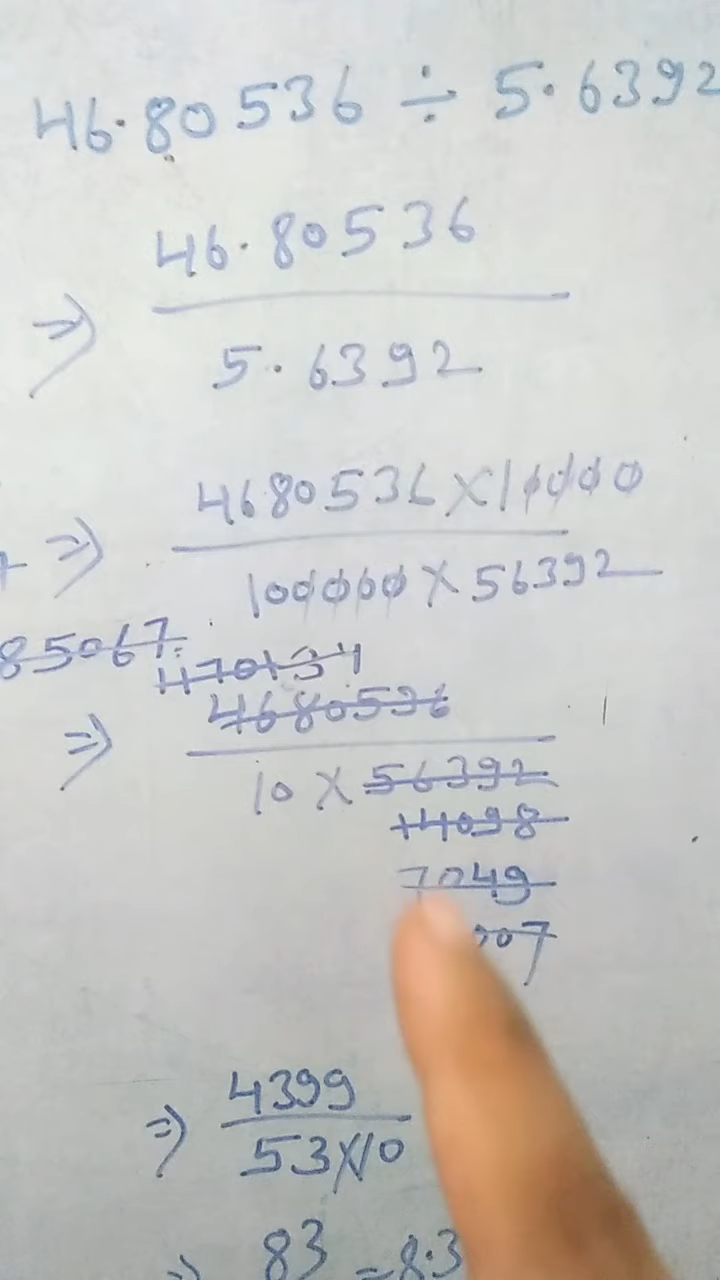 46.80536 ÷ 5.6392
⇒ 46.80536
5.6392
⇒ 4680536 × 10000
100000 × 56392
85067
470134
⇒ 4680536
10 × 56392
14098
7049
⇒ 4399
53×10
83 = 8.3